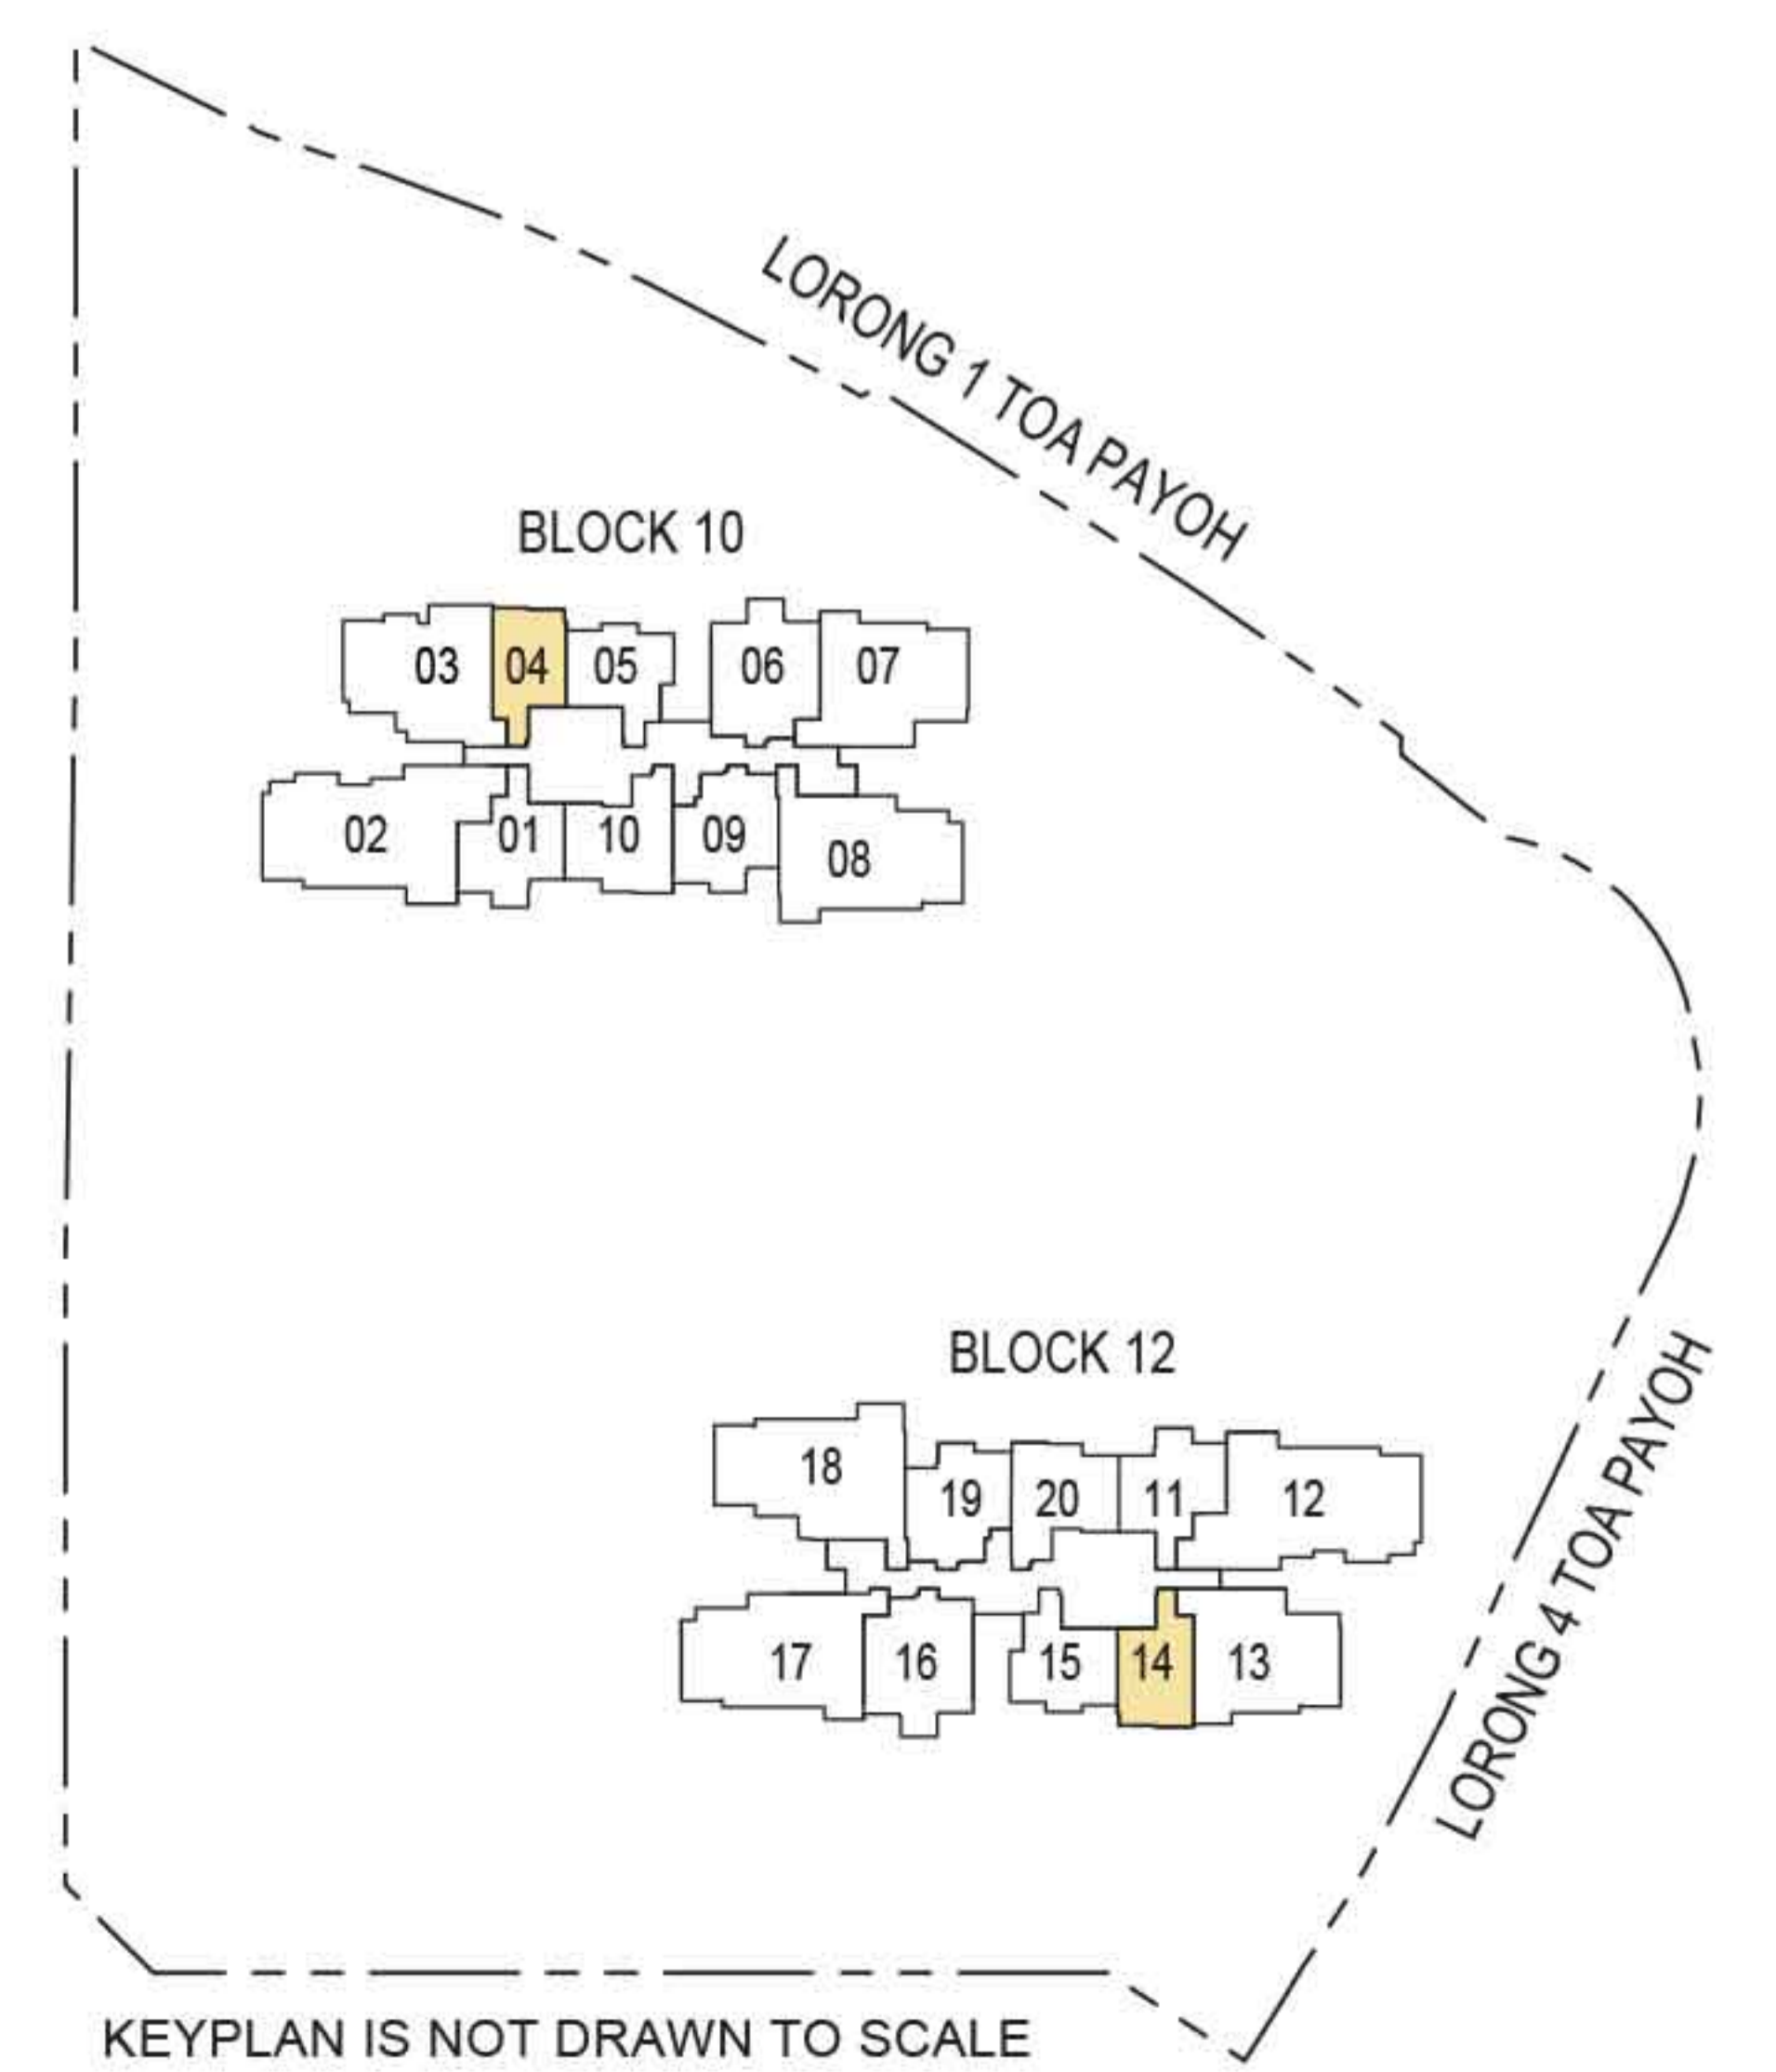 LORONG 1 TOA PAYOH
BLOCK 10
03 04 05 06 07
02 01 10 09 08
BLOCK 12
18 19 20 11 12
17 16 15 14 13
LORONG 4 TOA PAYOH
KEYPLAN IS NOT DRAWN TO SCALE